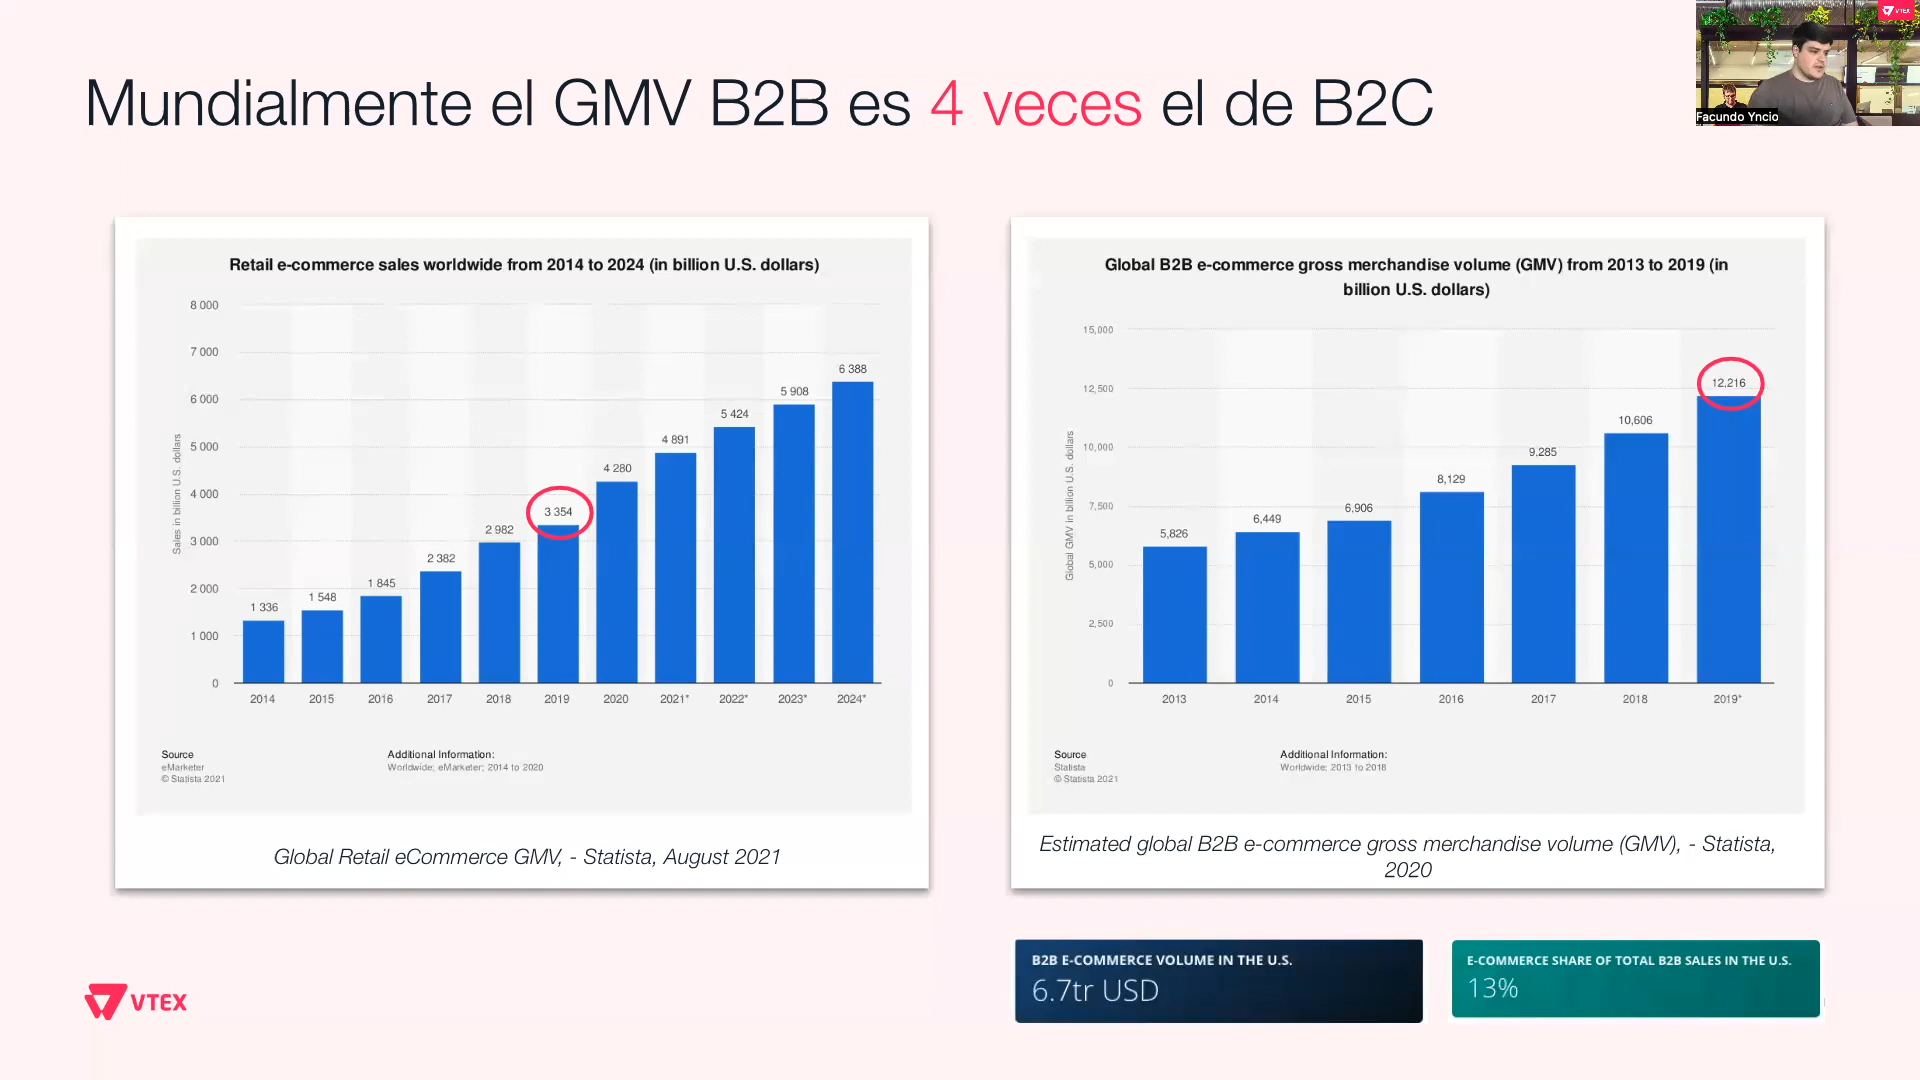 Mundialmente el GMV B2B es 4 veces el de B2C
VTEX
Facundo Yncio
Retail e-commerce sales worldwide from 2014 to 2024 (in billion U.S. dollars)
Sales in billion U.S. dollars
8 000
7 000
6 000
5 000
4 000
3 000
2 000
1 000
0
1 336
1 548
1 845
2 382
2 982
3 354
4 280
4 891
5 424
5 908
6 388
2014 2015 2016 2017 2018 2019 2020 2021* 2022* 2023* 2024*
Source
eMarketer
© Statista 2021
Additional Information:
Worldwide; eMarketer; 2014 to 2020
Global Retail eCommerce GMV, - Statista, August 2021
Global B2B e-commerce gross merchandise volume (GMV) from 2013 to 2019 (in
billion U.S. dollars)
Global GMV in billion U.S. dollars
15,000
12,500
10,000
7,500
5,000
2,500
0
5,826
6,449
6,906
8,129
9,285
10,606
12,216
2013 2014 2015 2016 2017 2018 2019*
Source
Statista
© Statista 2021
Additional Information:
Worldwide; 2013 to 2018
Estimated global B2B e-commerce gross merchandise volume (GMV), - Statista,
2020
B2B E-COMMERCE VOLUME IN THE U.S.
6.7tr USD
E-COMMERCE SHARE OF TOTAL B2B SALES IN THE U.S.
13%
VTEX